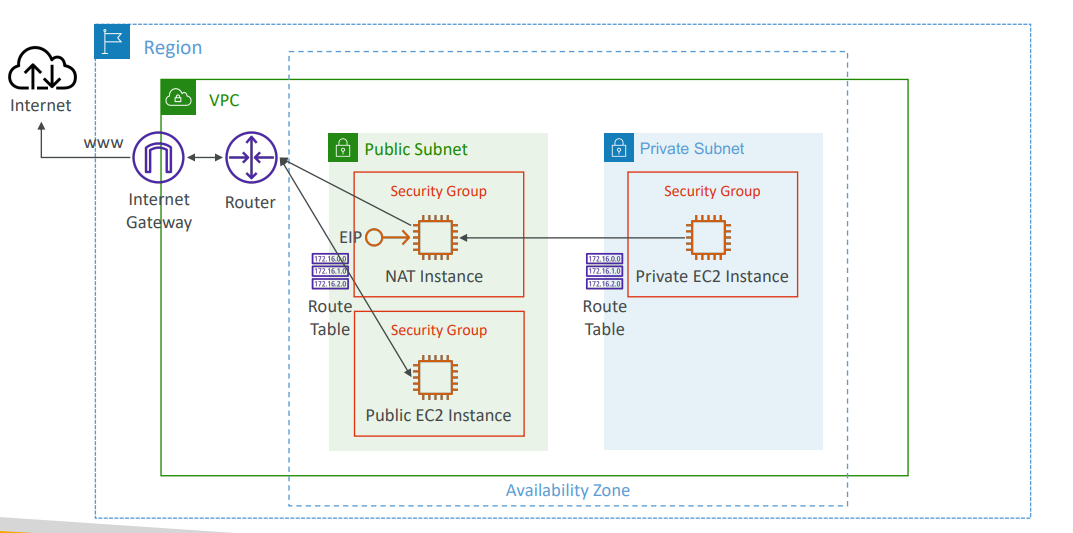 Region
Internet
VPC
www
Internet
Gateway
Router
Public Subnet
Security Group
EIP
NAT Instance
172.16.0.0
172.16.1.0
172.16.2.0
Route
Table
Security Group
Public EC2 Instance
Private Subnet
Security Group
Private EC2 Instance
172.16.0.0
172.16.1.0
172.16.2.0
Route
Table
Availability Zone